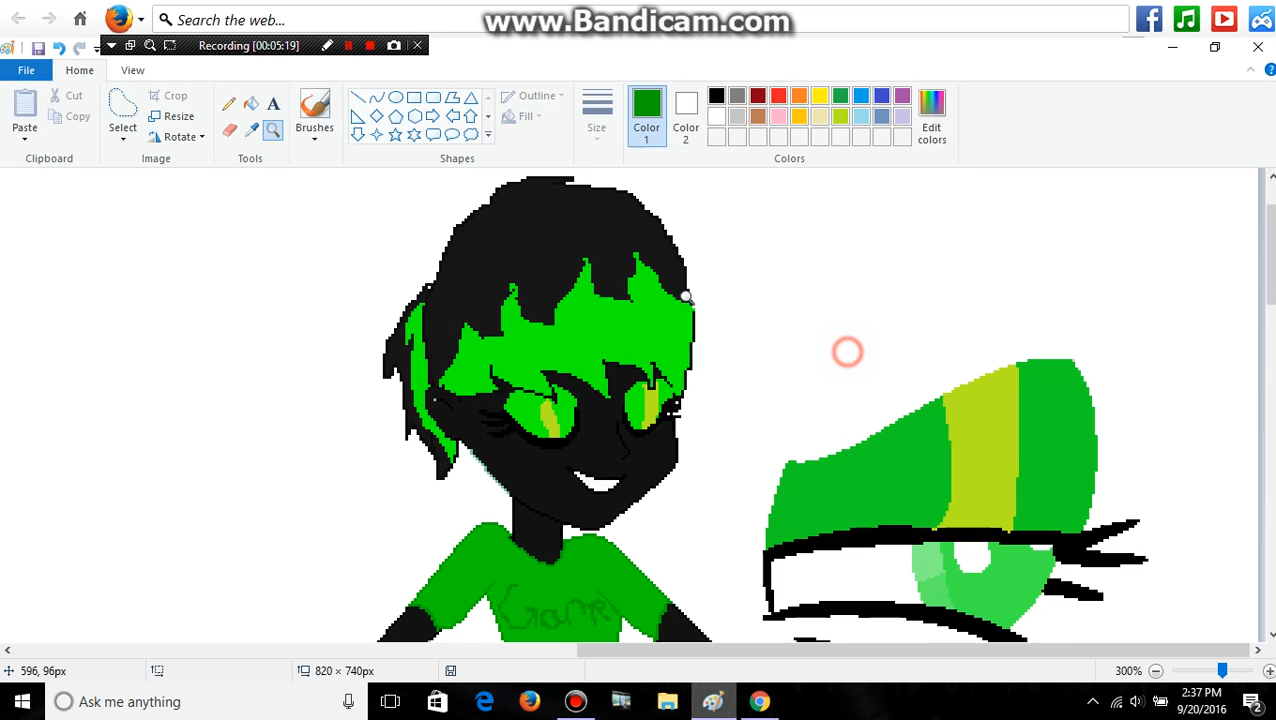 Search the web...
www.Bandicam.com
Recording [00:05:19]
File
Home
View
Paste
Cut
Copy
Clipboard
Select
Crop
Resize
Rotate
Image
Tools
Brushes
Shapes
Outline
Fill
Size
Color
1
Color
2
Edit
colors
Colors
596, 96px
820 × 740px
300%
Ask me anything
2:37 PM
9/20/2016
2